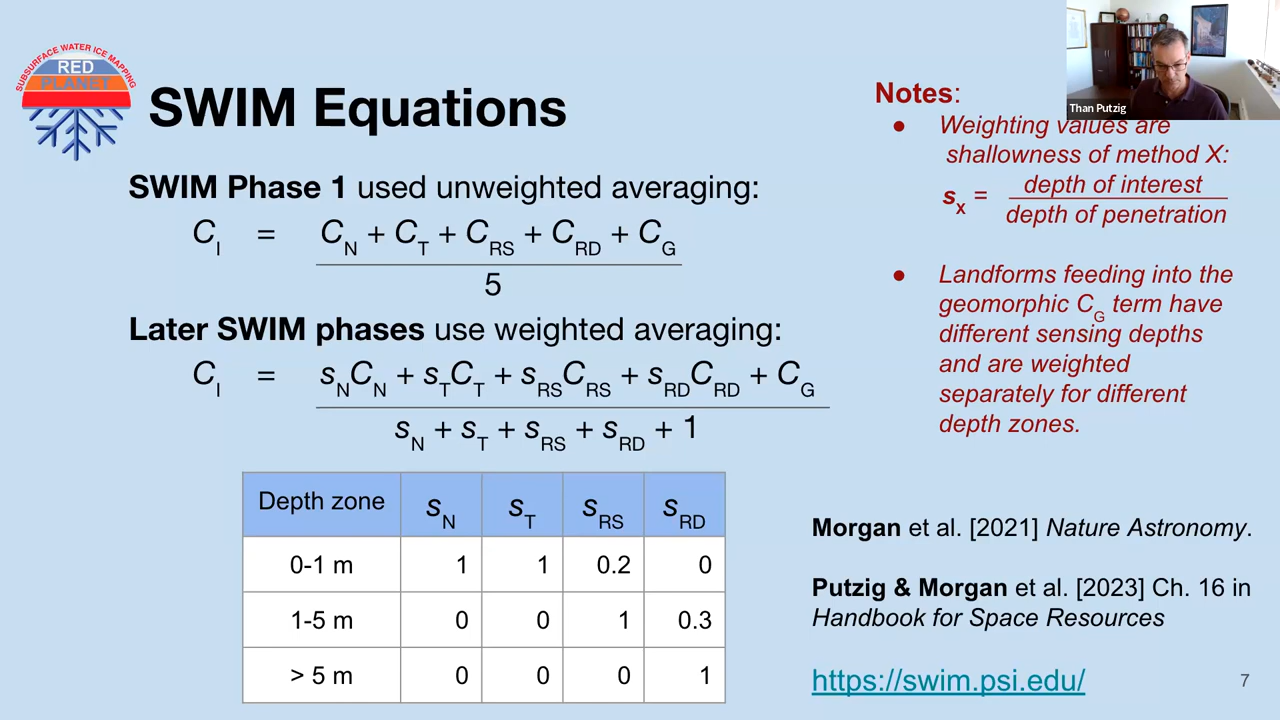 SUBSURFACE WATER ICE MAPPING
RED
PLANET
SWIM Equations
SWIM Phase 1 used unweighted averaging:
C_I = (C_N + C_T + C_RS + C_RD + C_G) / 5
Later SWIM phases use weighted averaging:
C_I = (s_N C_N + s_T C_T + s_RS C_RS + s_RD C_RD + C_G) / (s_N + s_T + s_RS + s_RD + 1)
Depth zone s_N s_T s_RS s_RD
0-1 m 1 1 0.2 0
1-5 m 0 0 1 0.3
> 5 m 0 0 0 1
Than Putzig
Notes:
● Weighting values are
shallowness of method X:
s_X = depth of interest / depth of penetration
● Landforms feeding into the
geomorphic C_G term have
different sensing depths
and are weighted
separately for different
depth zones.
Morgan et al. [2021] Nature Astronomy.
Putzig & Morgan et al. [2023] Ch. 16 in
Handbook for Space Resources
https://swim.psi.edu/
7